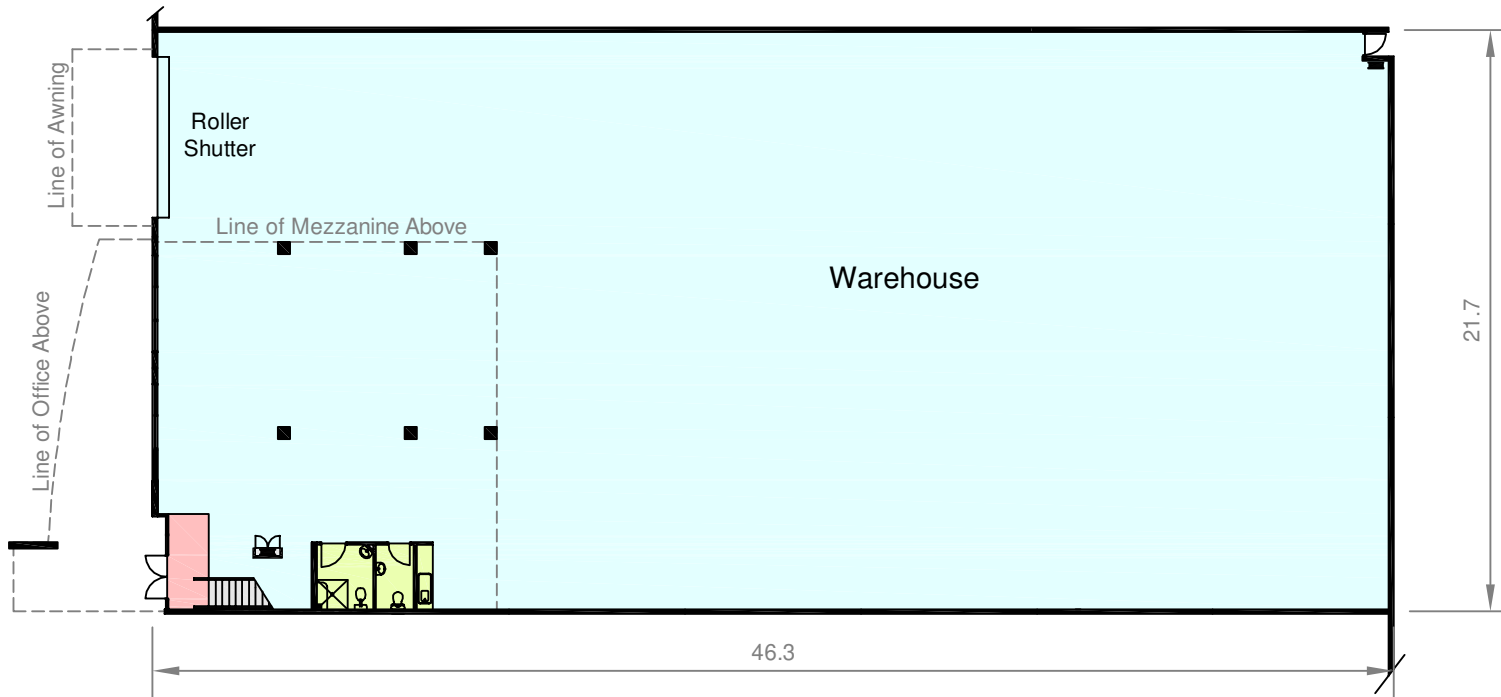 Line of Awning
Roller
Shutter
Line of Mezzanine Above
Warehouse
Line of Office Above
21.7
46.3